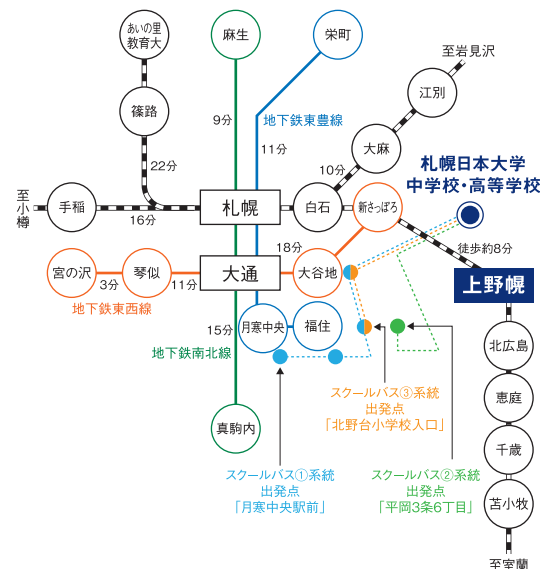 あいの里
教育大
麻生
栄町
至岩見沢
江別
篠路
9分
地下鉄東豊線
11分
大麻
10分
22分
札幌日本大学
中学校・高等学校
至小樽
手稲
16分
札幌
白石
新さっぽろ
徒歩約8分
18分
宮の沢
3分
琴似
11分
大通
大谷地
上野幌
地下鉄東西線
15分
月寒中央
福住
地下鉄南北線
北広島
恵庭
スクールバス③系統
出発点
「北野台小学校入口」
真駒内
千歳
スクールバス①系統
出発点
「月寒中央駅前」
スクールバス②系統
出発点
「平岡3条6丁目」
苫小牧
至室蘭